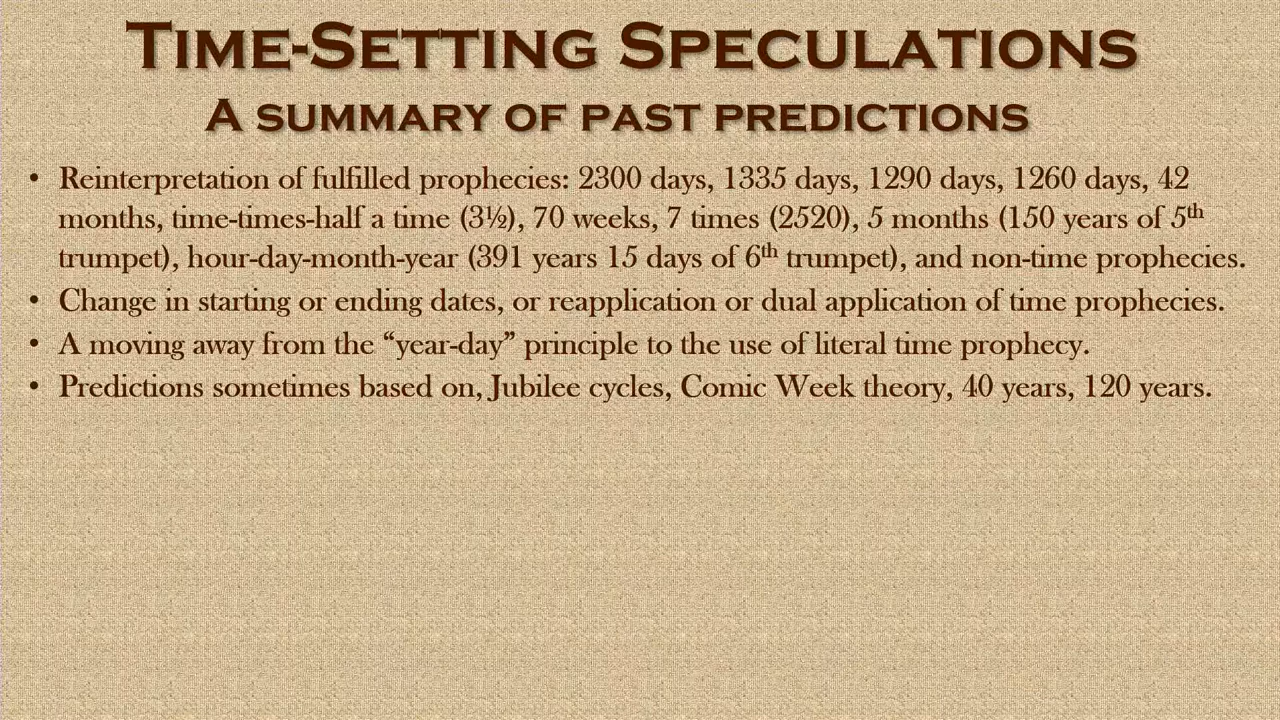 Time-Setting Speculations
A summary of past predictions
• Reinterpretation of fulfilled prophecies: 2300 days, 1335 days, 1290 days, 1260 days, 42
months, time-times-half a time (3½), 70 weeks, 7 times (2520), 5 months (150 years of 5th
trumpet), hour-day-month-year (391 years 15 days of 6th trumpet), and non-time prophecies.
• Change in starting or ending dates, or reapplication or dual application of time prophecies.
• A moving away from the “year-day” principle to the use of literal time prophecy.
• Predictions sometimes based on, Jubilee cycles, Comic Week theory, 40 years, 120 years.